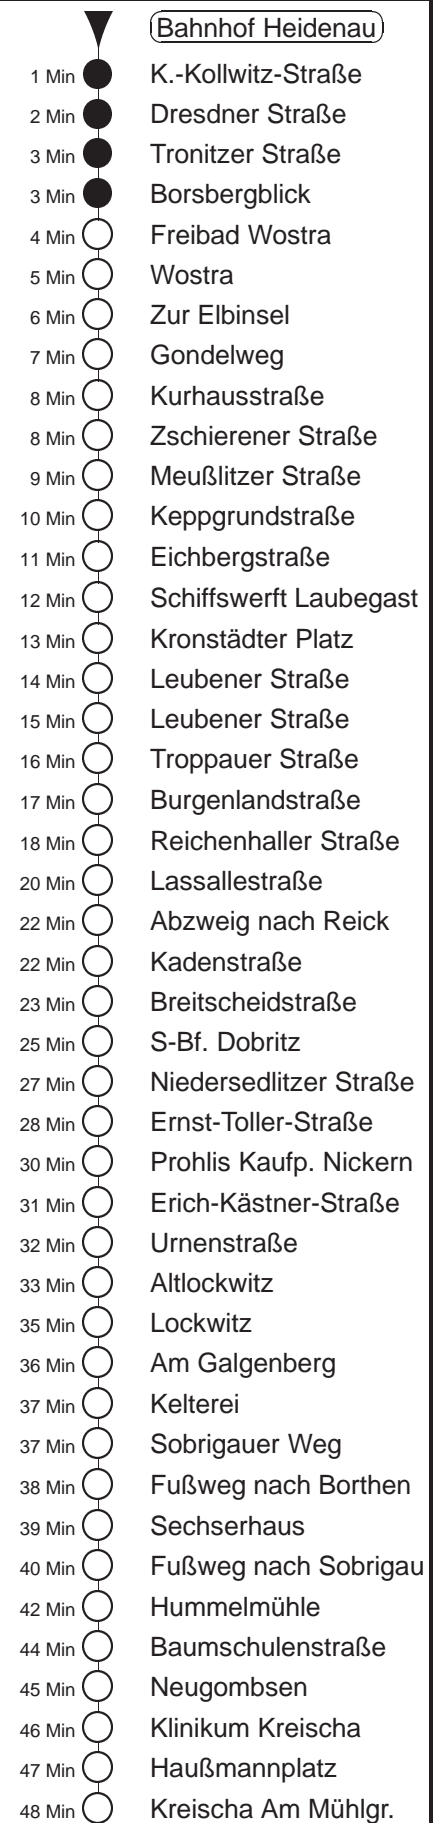 Bahnhof Heidenau
1 Min K.-Kollwitz-Straße
2 Min Dresdner Straße
3 Min Tronitzer Straße
3 Min Borsbergblick
4 Min Freibad Wostra
5 Min Wostra
6 Min Zur Elbinsel
7 Min Gondelweg
8 Min Kurhausstraße
8 Min Zschierener Straße
9 Min Meußlitzer Straße
10 Min Keppgrundstraße
11 Min Eichbergstraße
12 Min Schiffswerft Laubegast
13 Min Kronstädter Platz
14 Min Leubener Straße
15 Min Leubener Straße
16 Min Troppauer Straße
17 Min Burgenlandstraße
18 Min Reichenhaller Straße
20 Min Lassallestraße
22 Min Abzweig nach Reick
22 Min Kadenstraße
23 Min Breitscheidstraße
25 Min S-Bf. Dobritz
27 Min Niedersedlitzer Straße
28 Min Ernst-Toller-Straße
30 Min Prohlis Kaufp. Nickern
31 Min Erich-Kästner-Straße
32 Min Urnenstraße
33 Min Altlockwitz
35 Min Lockwitz
36 Min Am Galgenberg
37 Min Kelterei
37 Min Sobrigauer Weg
38 Min Fußweg nach Borthen
39 Min Sechserhaus
40 Min Fußweg nach Sobrigau
42 Min Hummelmühle
44 Min Baumschulenstraße
45 Min Neugombsen
46 Min Klinikum Kreischa
47 Min Haußmannplatz
48 Min Kreischa Am Mühlgr.